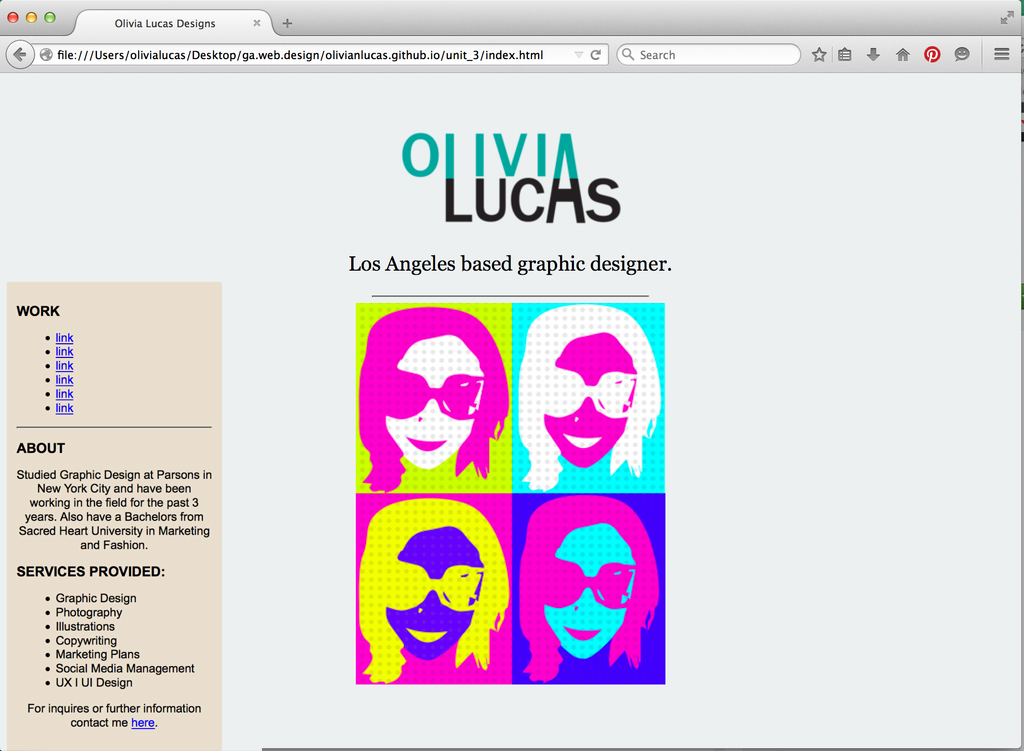 Olivia Lucas Designs
file:///Users/olivialucas/Desktop/ga.web.design/olivianlucas.github.io/unit_3/index.html
Search
OLIVIA
LUCAS
Los Angeles based graphic designer.
WORK
link
link
link
link
link
link
ABOUT
Studied Graphic Design at Parsons in
New York City and have been
working in the field for the past 3
years. Also have a Bachelors from
Sacred Heart University in Marketing
and Fashion.
SERVICES PROVIDED:
Graphic Design
Photography
Illustrations
Copywriting
Marketing Plans
Social Media Management
UX I UI Design
For inquires or further information
contact me here.